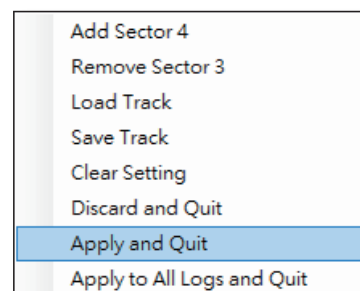 Add Sector 4
Remove Sector 3
Load Track
Save Track
Clear Setting
Discard and Quit
Apply and Quit
Apply to All Logs and Quit